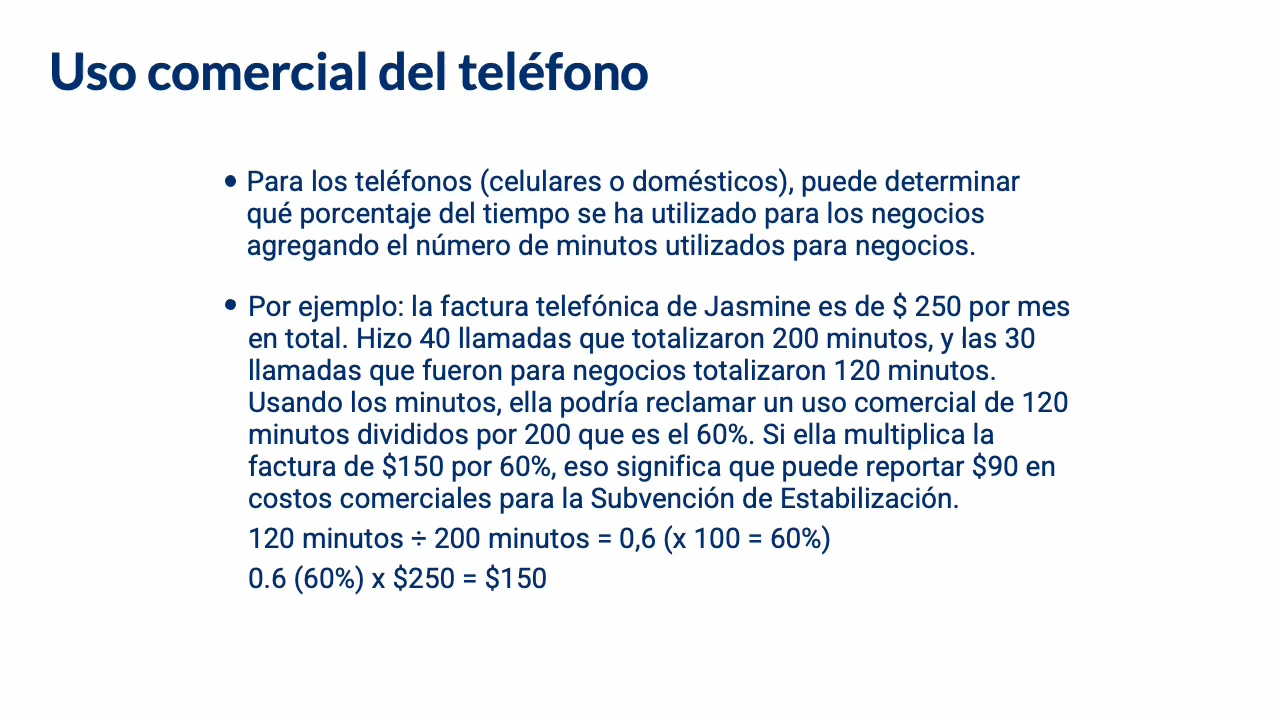 Uso comercial del teléfono
• Para los teléfonos (celulares o domésticos), puede determinar
qué porcentaje del tiempo se ha utilizado para los negocios
agregando el número de minutos utilizados para negocios.
• Por ejemplo: la factura telefónica de Jasmine es de $ 250 por mes
en total. Hizo 40 llamadas que totalizaron 200 minutos, y las 30
llamadas que fueron para negocios totalizaron 120 minutos.
Usando los minutos, ella podría reclamar un uso comercial de 120
minutos divididos por 200 que es el 60%. Si ella multiplica la
factura de $150 por 60%, eso significa que puede reportar $90 en
costos comerciales para la Subvención de Estabilización.
120 minutos ÷ 200 minutos = 0,6 (x 100 = 60%)
0.6 (60%) x $250 = $150